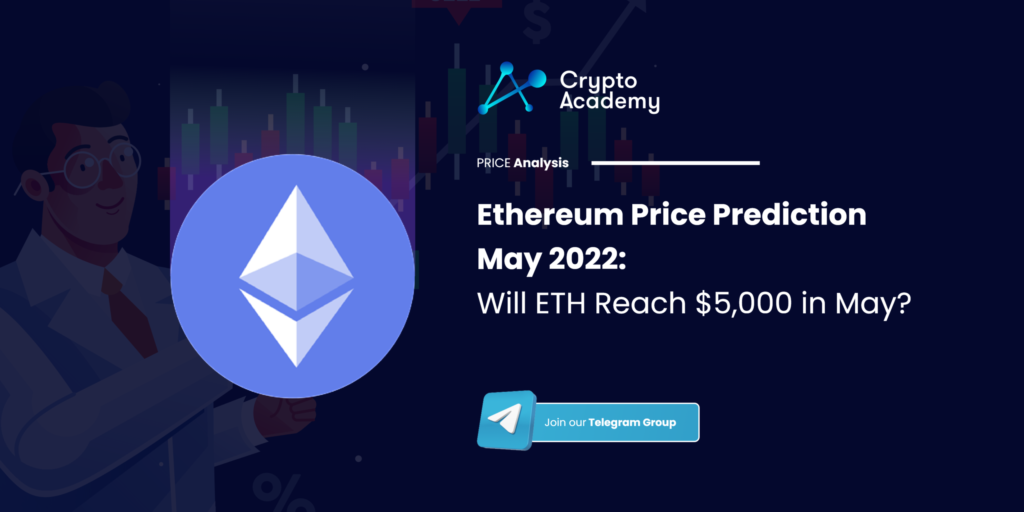 Crypto
Academy
PRICE Analysis
Ethereum Price Prediction
May 2022:
Will ETH Reach $5,000 in May?
Join our Telegram Group
$
%